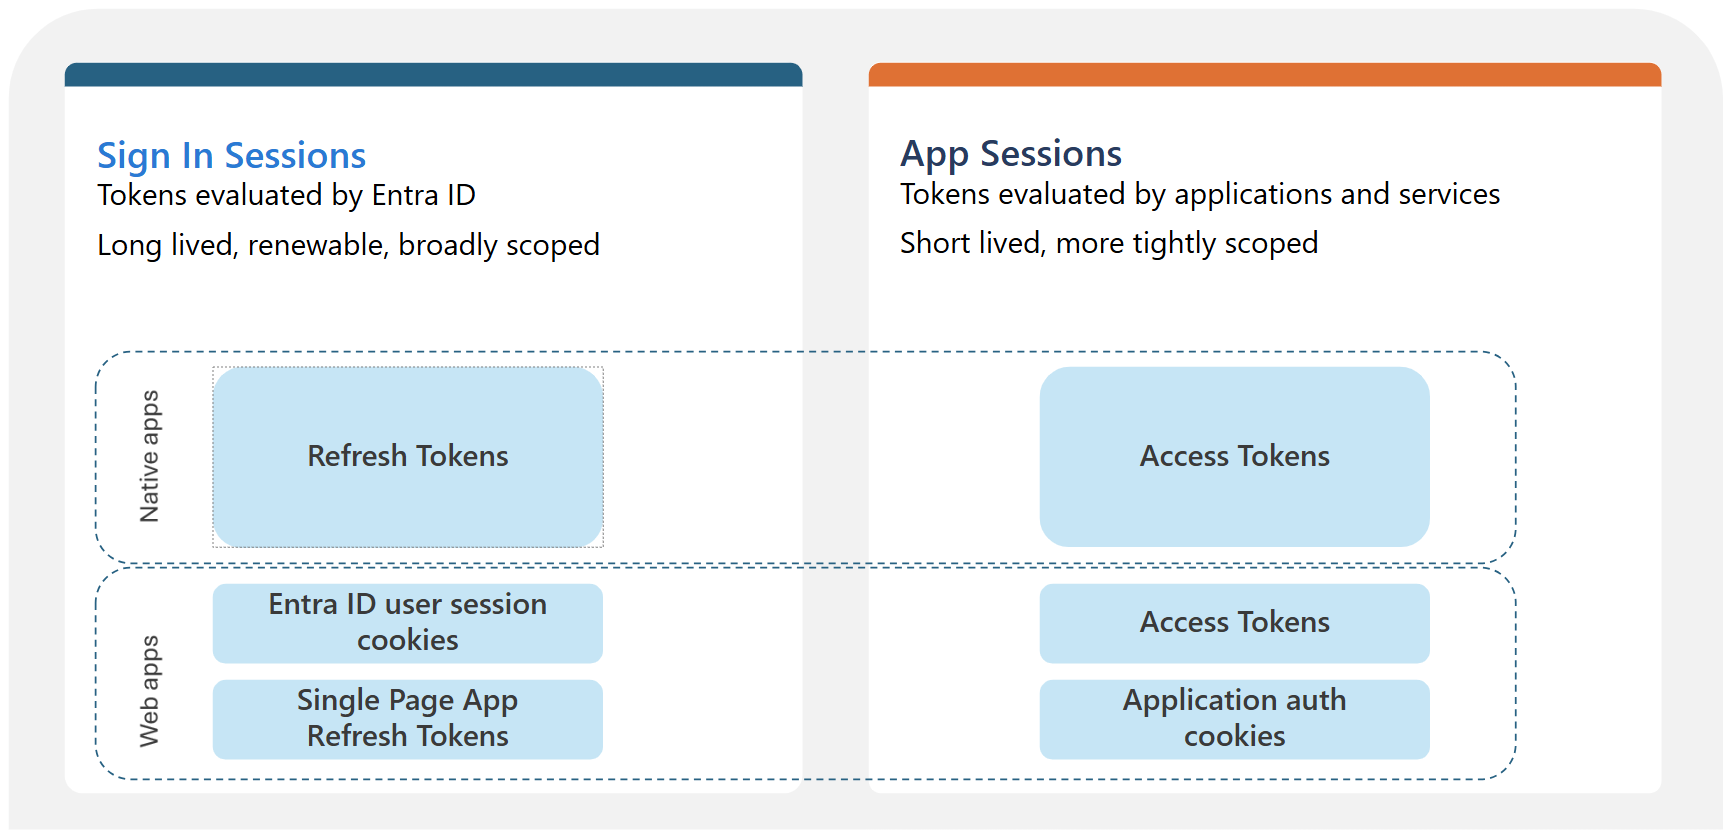 Sign In Sessions
Tokens evaluated by Entra ID
Long lived, renewable, broadly scoped
App Sessions
Tokens evaluated by applications and services
Short lived, more tightly scoped
Native apps
Refresh Tokens
Access Tokens
Web apps
Entra ID user session
cookies
Access Tokens
Single Page App
Refresh Tokens
Application auth
cookies